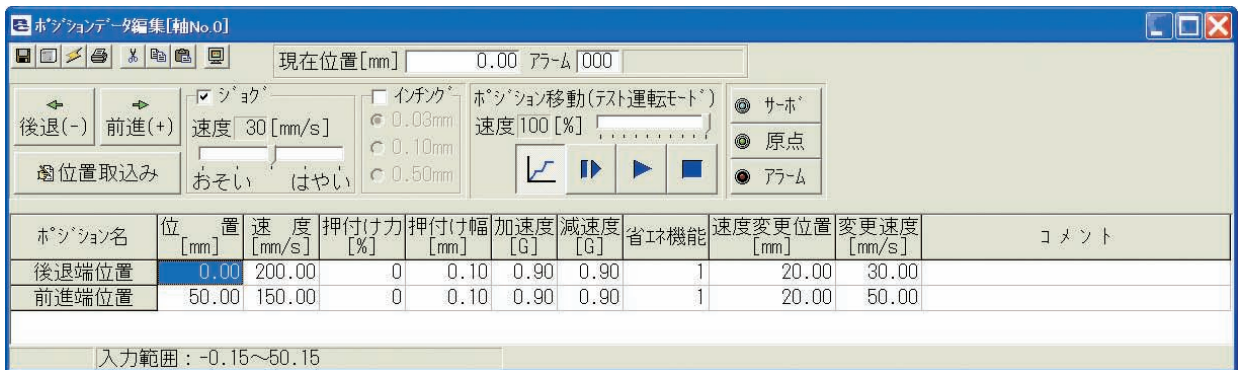 ポジションデータ編集[軸No.0]
現在位置[mm] 0.00 アラーム 000
後退(-) 前進(+)
位置取込み
ジョグ
速度 30[mm/s]
おそい はやい
インチング
0.03mm
0.10mm
0.50mm
ポジション移動(テスト運転モード)
速度 100 [%]
サーボ
原点
アラーム
ポジション名 位置[mm] 速度[mm/s] 押付け力[%] 押付け幅[mm] 加速度[G] 減速度[G] 省エネ機能 速度変更位置[mm] 変更速度[mm/s] コメント
後退端位置 0.00 200.00 0 0.10 0.90 0.90 1 20.00 30.00
前進端位置 50.00 150.00 0 0.10 0.90 0.90 1 20.00 50.00
入力範囲:-0.15~50.15